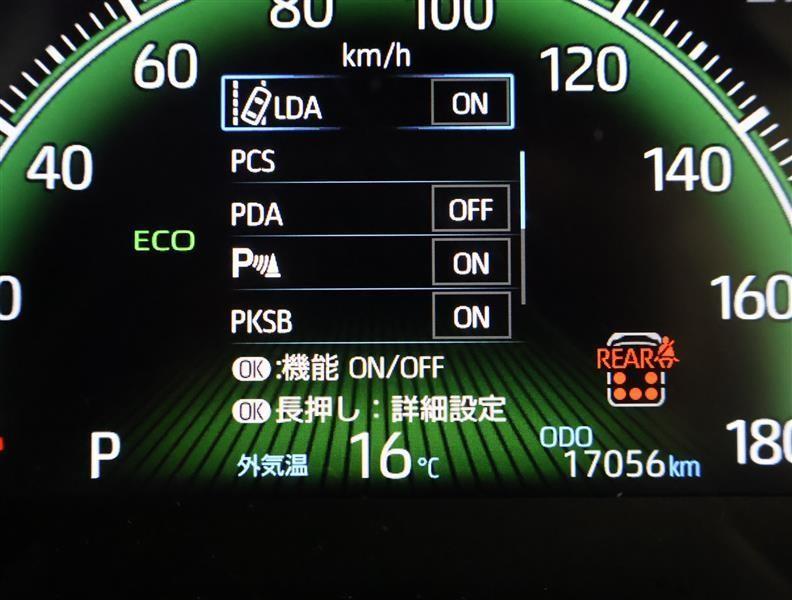 80 100
60 km/h 120
LDA ON
40 PCS 140
PDA OFF
ECO
ON
160
PKSB ON
REAR
OK:機能 ON/OFF
OK長押し:詳細設定
P 外気温 16℃ ODO 17056km 180